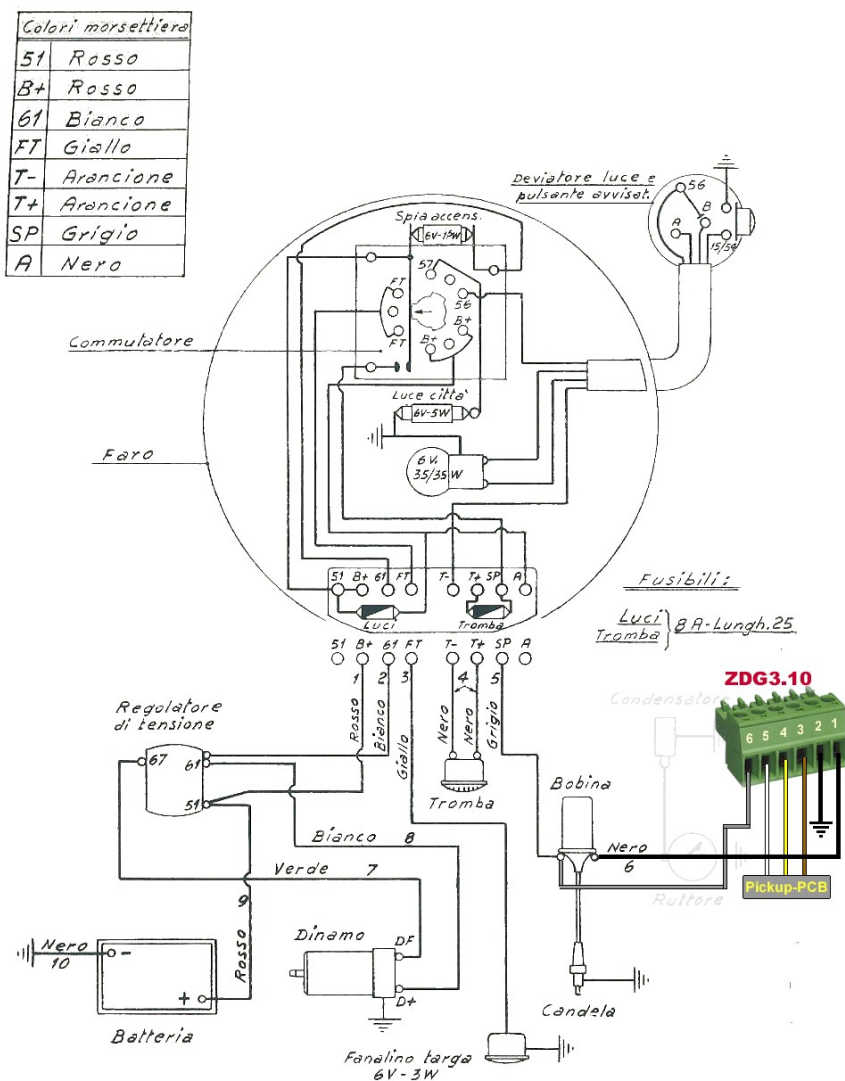 Colori morsettiera
51 Rosso
B+ Rosso
61 Bianco
FT Giallo
T- Arancione
T+ Arancione
SP Grigio
A Nero
Deviatore luce e
pulsante avvisat.
56
A
B
15/54
Spia accens.
6V-1,5W
57
FT
56
B+
FT
B+
Commutatore
Luce citta'
6V-5W
Faro
6V.
35/35W
51 B+ 61 FT T- T+ SP A
Luci
Tromba
Fusibili:
Luci
Tromba
8A-Lungh.25
51 B+ 61 FT T- T+ SP A
1 2 3 4 5
Rosso
Bianco
Giallo
Nero
Nero
Grigio
ZDG3.10
6 5 4 3 2 1
Condensatore
Regolatore
di tensione
67
61
51
Tromba
Bobina
Nero
6
Pickup-PCB
Ruttore
Bianco 8
Verde 7
9
Rosso
Nero
10
-
+
Batteria
Dinamo
DF
D+
Candela
Fanalino targa
6V-3W